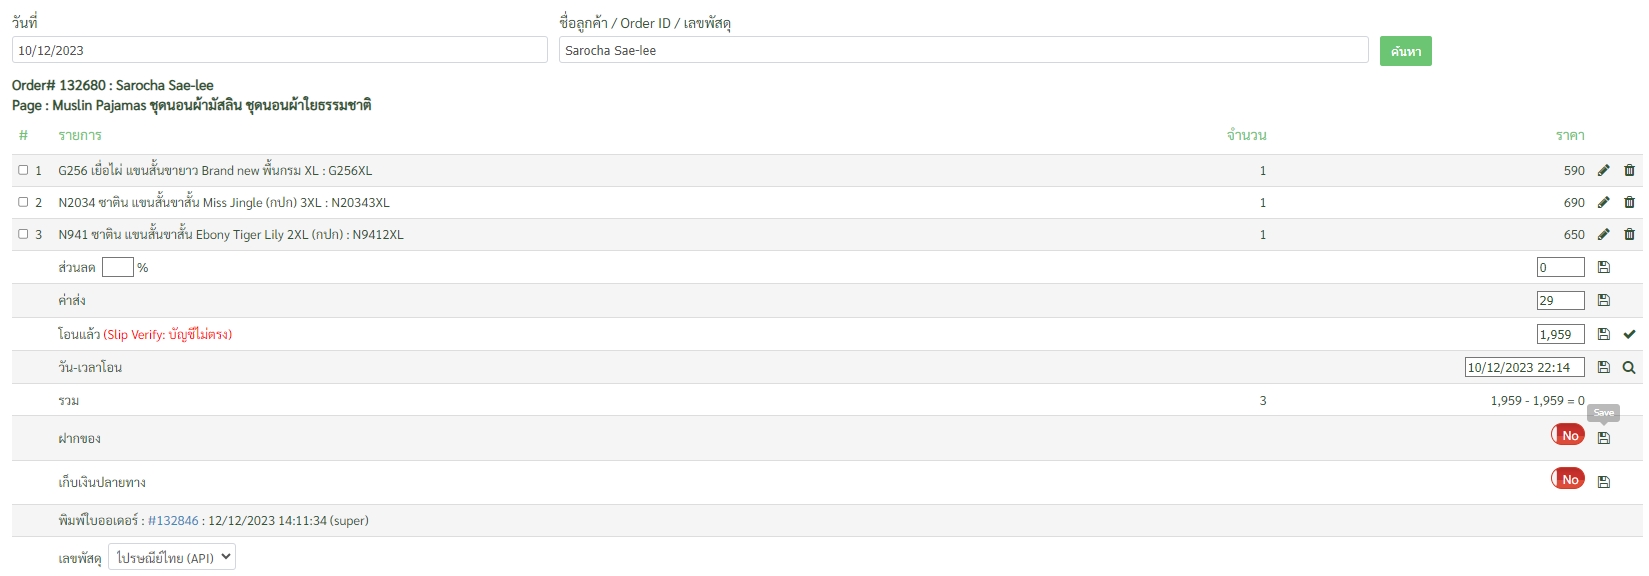 วันที่
ชื่อลูกค้า / Order ID / เลขพัสดุ
10/12/2023
Sarocha Sae-lee
ค้นหา
Order# 132680 : Sarocha Sae-lee
Page : Muslin Pajamas ชุดนอนผ้ามัสลิน ชุดนอนผ้าใยธรรมชาติ
# รายการ จำนวน ราคา
1 G256 เยื่อไผ่ แขนสั้นขายาว Brand new พื้นกรม XL : G256XL 1 590
2 N2034 ซาติน แขนสั้นขาสั้น Miss Jingle (กปก) 3XL : N20343XL 1 690
3 N941 ซาติน แขนสั้นขาสั้น Ebony Tiger Lily 2XL (กปก) : N9412XL 1 650
ส่วนลด % 0
ค่าส่ง 29
โอนแล้ว (Slip Verify: บัญชีไม่ตรง) 1,959
วัน-เวลาโอน 10/12/2023 22:14
รวม 3 1,959 - 1,959 = 0
Save
ฝากของ No
เก็บเงินปลายทาง No
พิมพ์ใบออเดอร์ : #132846 : 12/12/2023 14:11:34 (super)
เลขพัสดุ ไปรษณีย์ไทย (API)